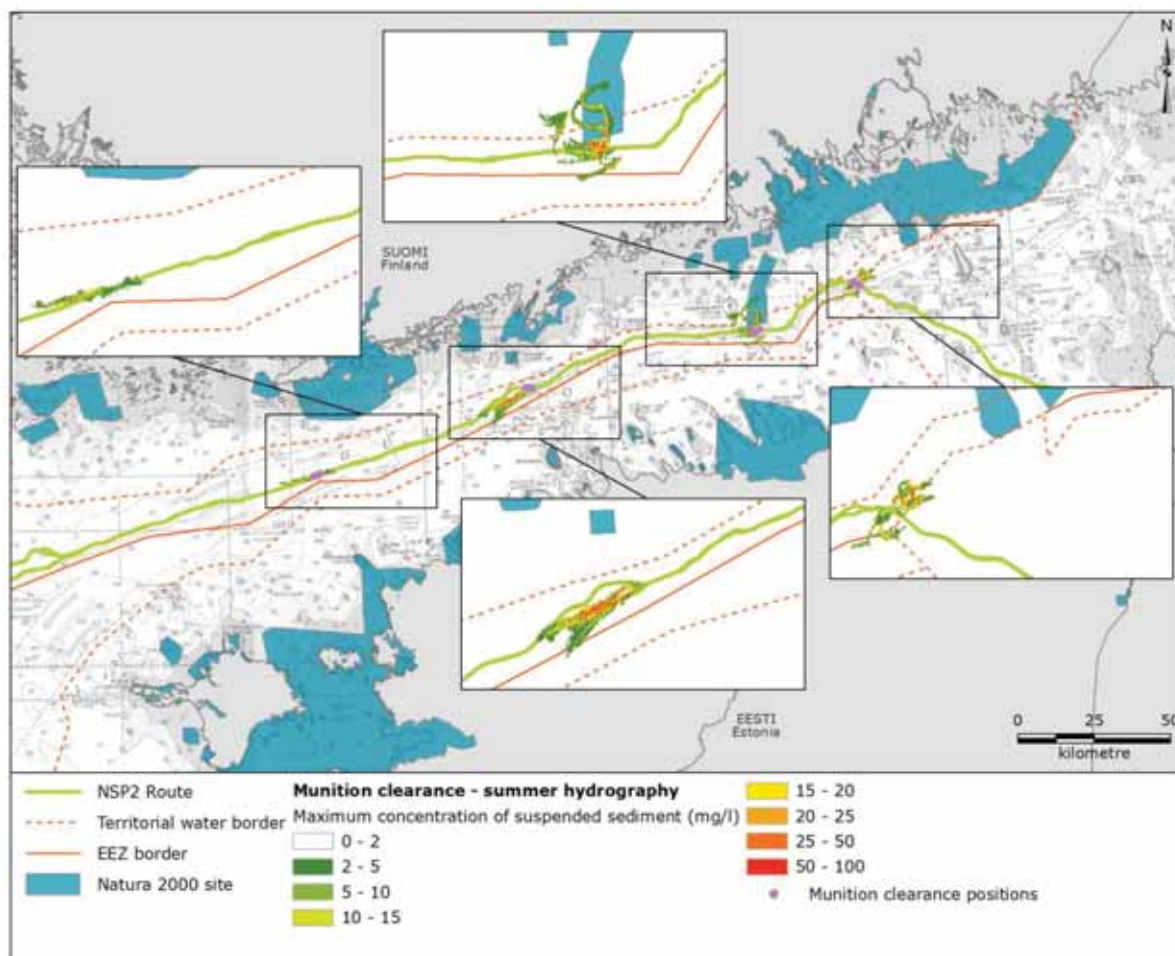 N
SUOMI
Finland
EESTI
Estonia
0 25 50
kilometre
NSP2 Route
Territorial water border
EEZ border
Natura 2000 site
Munition clearance - summer hydrography
Maximum concentration of suspended sediment (mg/l)
0 - 2
2 - 5
5 - 10
10 - 15
15 - 20
20 - 25
25 - 50
50 - 100
Munition clearance positions